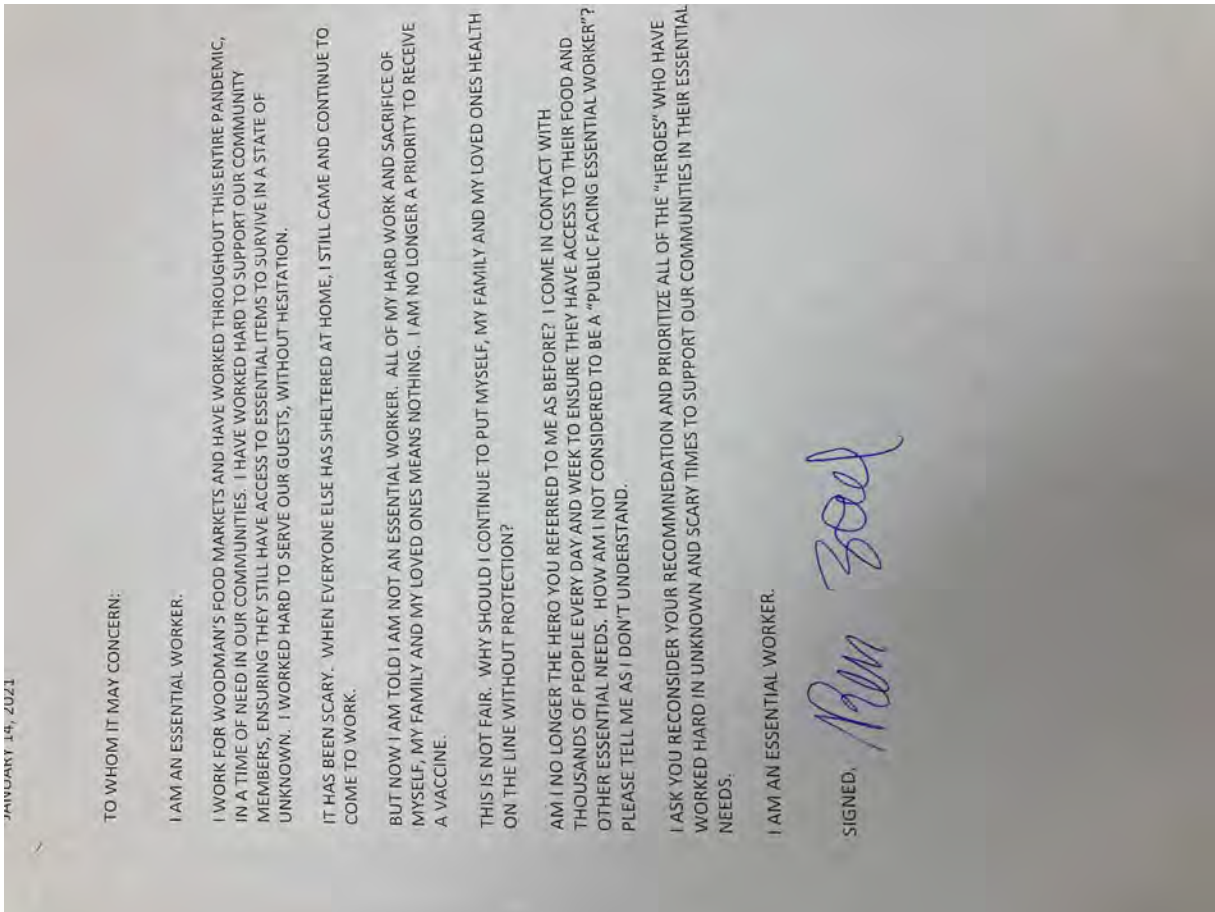 JANUARY 14, 2021
TO WHOM IT MAY CONCERN:
I AM AN ESSENTIAL WORKER.
I WORK FOR WOODMAN'S FOOD MARKETS AND HAVE WORKED THROUGHOUT THIS ENTIRE PANDEMIC,
IN A TIME OF NEED IN OUR COMMUNITIES. I HAVE WORKED HARD TO SUPPORT OUR COMMUNITY
MEMBERS, ENSURING THEY STILL HAVE ACCESS TO ESSENTIAL ITEMS TO SURVIVE IN A STATE OF
UNKNOWN. I WORKED HARD TO SERVE OUR GUESTS, WITHOUT HESITATION.
IT HAS BEEN SCARY. WHEN EVERYONE ELSE HAS SHELTERED AT HOME, I STILL CAME AND CONTINUE TO
COME TO WORK.
BUT NOW I AM TOLD I AM NOT AN ESSENTIAL WORKER. ALL OF MY HARD WORK AND SACRIFICE OF
MYSELF, MY FAMILY AND MY LOVED ONES MEANS NOTHING. I AM NO LONGER A PRIORITY TO RECEIVE
A VACCINE.
THIS IS NOT FAIR. WHY SHOULD I CONTINUE TO PUT MYSELF, MY FAMILY AND MY LOVED ONES HEALTH
ON THE LINE WITHOUT PROTECTION?
AM I NO LONGER THE HERO YOU REFERRED TO ME AS BEFORE? I COME IN CONTACT WITH
THOUSANDS OF PEOPLE EVERY DAY AND WEEK TO ENSURE THEY HAVE ACCESS TO THEIR FOOD AND
OTHER ESSENTIAL NEEDS. HOW AM I NOT CONSIDERED TO BE A "PUBLIC FACING ESSENTIAL WORKER"?
PLEASE TELL ME AS I DON'T UNDERSTAND.
I ASK YOU RECONSIDER YOUR RECOMMNEDATION AND PRIORITIZE ALL OF THE "HEROES" WHO HAVE
WORKED HARD IN UNKNOWN AND SCARY TIMES TO SUPPORT OUR COMMUNITIES IN THEIR ESSENTIAL
NEEDS.
I AM AN ESSENTIAL WORKER.
SIGNED, Ben